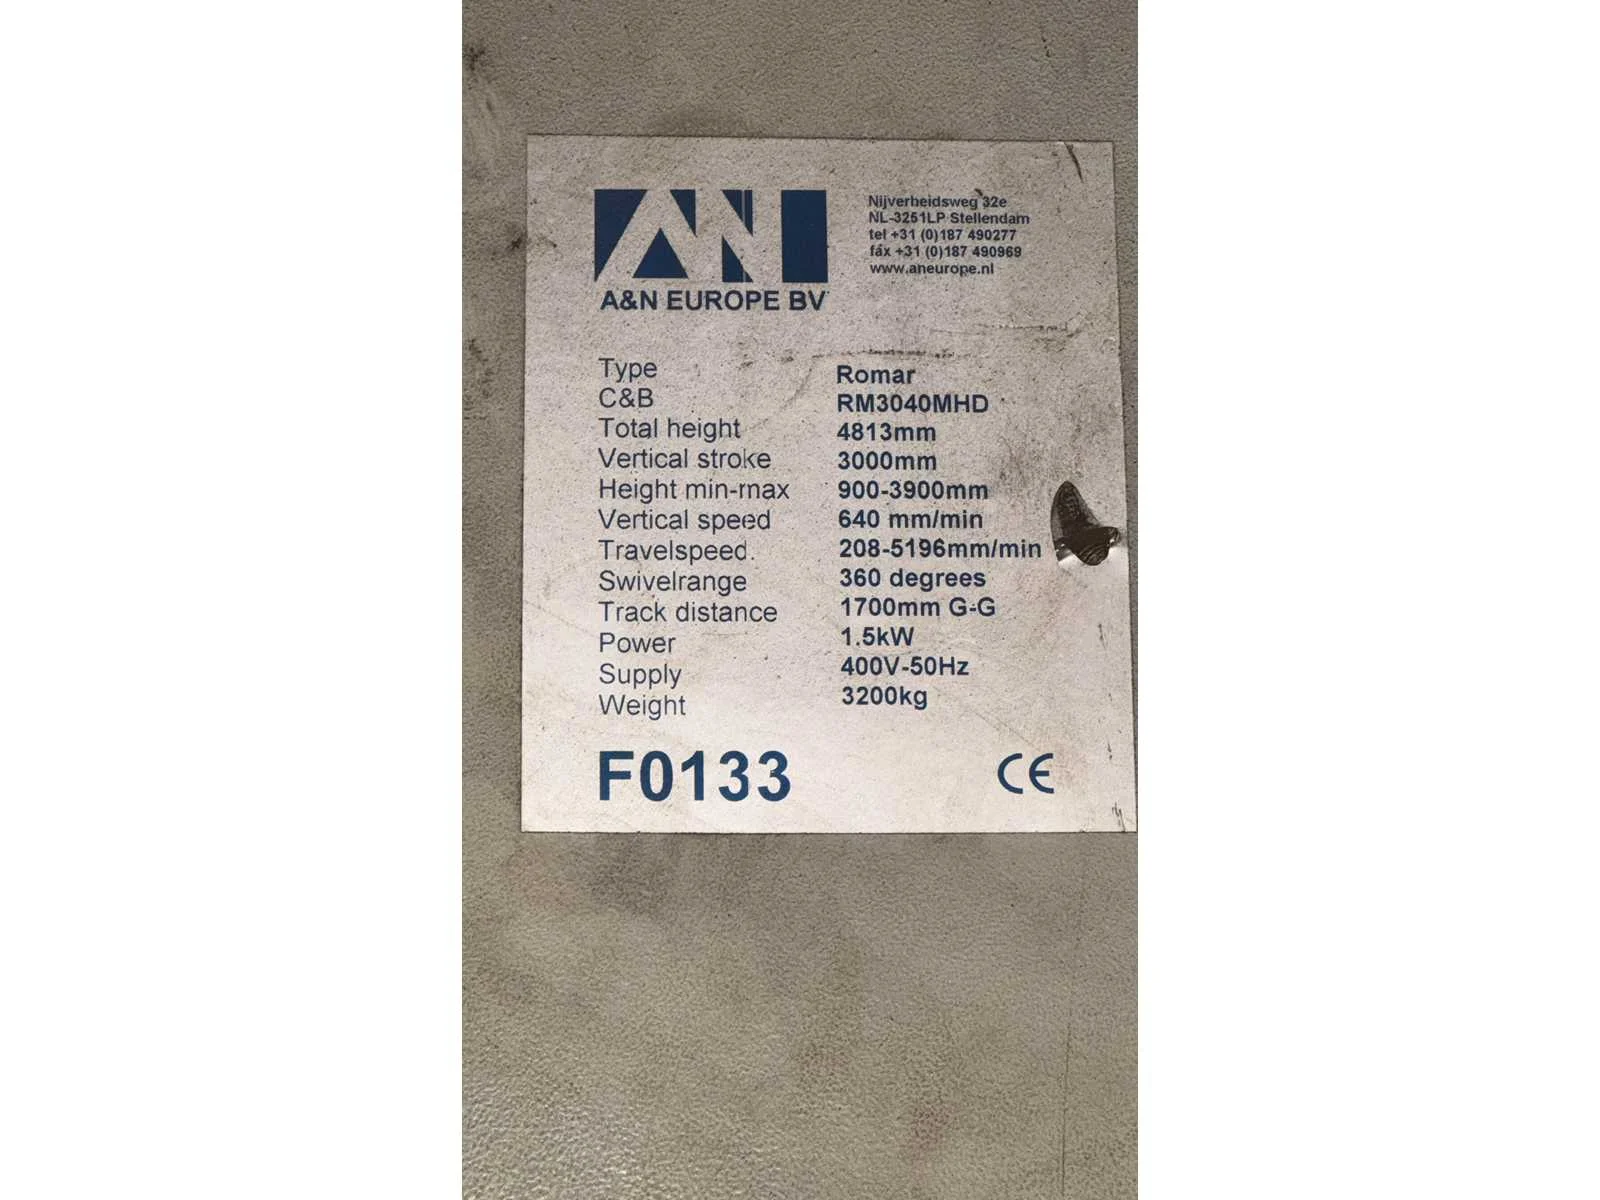 AN
A&N EUROPE BV
Nijverheidsweg 32e
NL-3251LP Stellendam
tel +31 (0)187 490277
fax +31 (0)187 490969
www.aneurope.nl
Type Romar
C&B RM3040MHD
Total height 4813mm
Vertical stroke 3000mm
Height min-max 900-3900mm
Vertical speed 640 mm/min
Travelspeed. 208-5196mm/min
Swivelrange 360 degrees
Track distance 1700mm G-G
Power 1.5kW
Supply 400V-50Hz
Weight 3200kg
F0133 CE